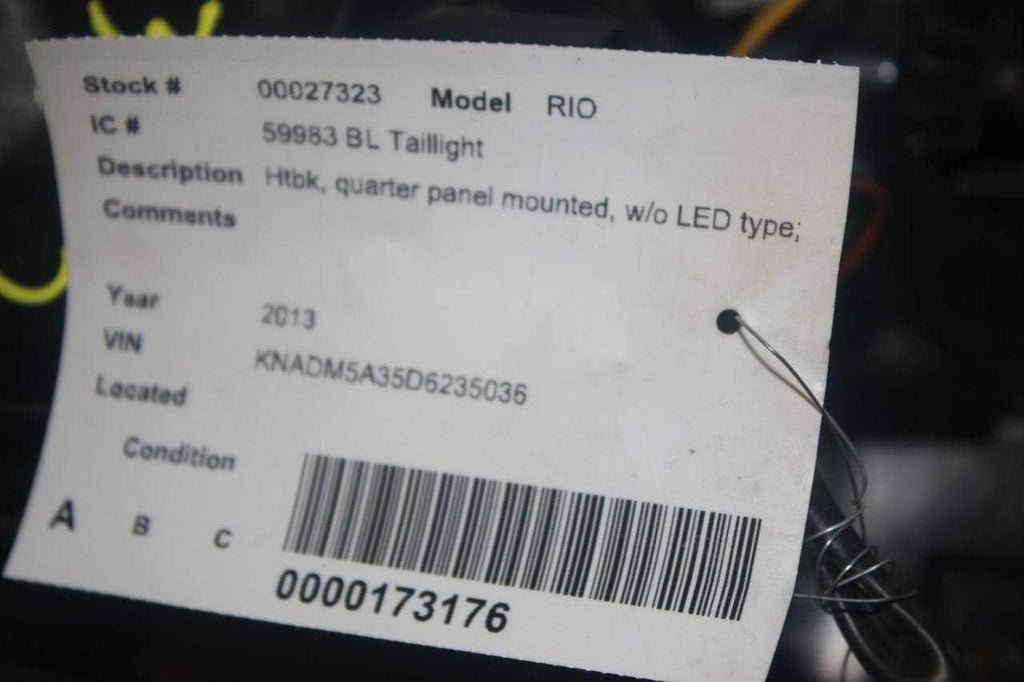 Stock # 00027323 Model RIO
IC # 59983 BL Taillight
Description Htbk, quarter panel mounted, w/o LED type;
Comments
Year 2013
VIN KNADM5A35D6235036
Located
Condition
A B C
0000173176